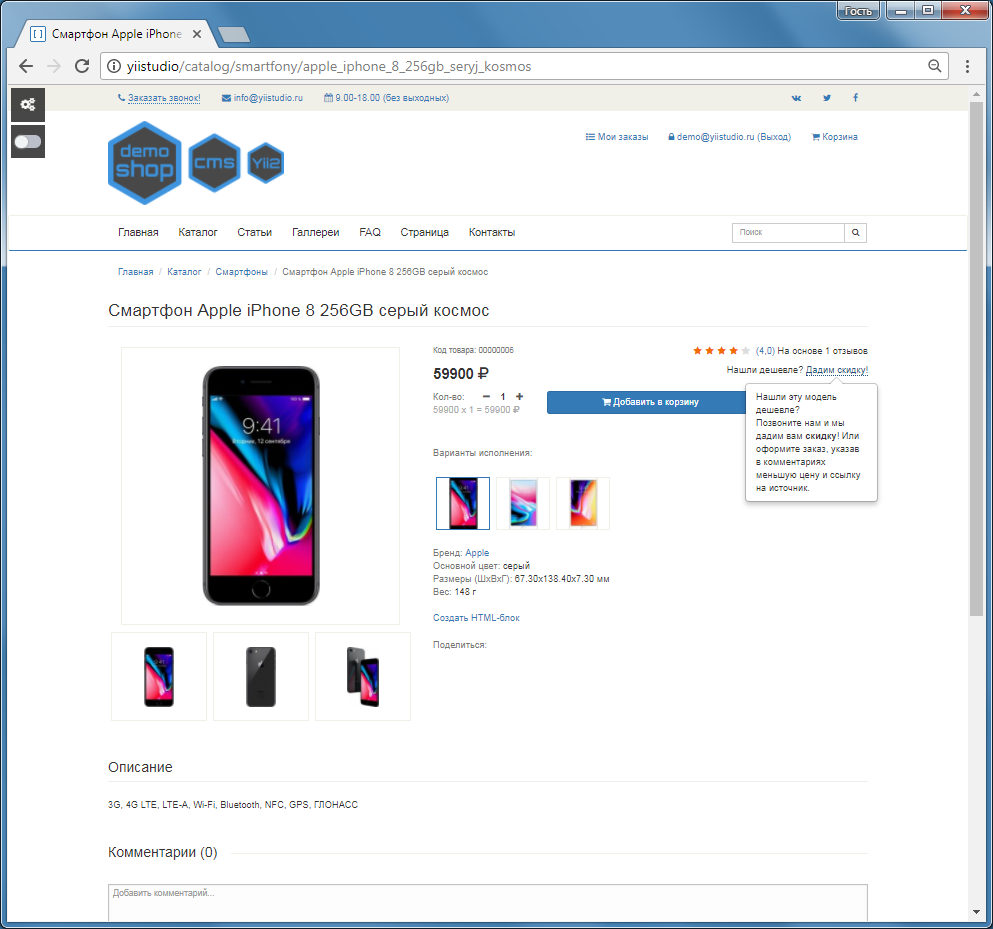 Гость
[ ] Смартфон Apple iPhone
yiistudio/catalog/smartfony/apple_iphone_8_256gb_seryj_kosmos
Заказать звонок! info@yiistudio.ru 9.00-18.00 (без выходных)
demo shop cms Yii2
Мои заказы demo@yiistudio.ru (Выход) Корзина
Главная Каталог Статьи Галлереи FAQ Страница Контакты Поиск
Главная / Каталог / Смартфоны / Смартфон Apple iPhone 8 256GB серый космос
Смартфон Apple iPhone 8 256GB серый космос
9:41
Вторник, 12 сентября
Код товара: 00000006
(4,0) На основе 1 отзывов
59900 ₽
Нашли дешевле? Дадим скидку!
Кол-во: − 1 +
59900 x 1 = 59900 ₽
Добавить в корзину
Нашли эту модель
дешевле?
Позвоните нам и мы
дадим вам скидку! Или
оформите заказ, указав
в комментариях
меньшую цену и ссылку
на источник.
Варианты исполнения:
Бренд: Apple
Основной цвет: серый
Размеры (ШхВхГ): 67.30x138.40x7.30 мм
Вес: 148 г
Создать HTML-блок
Поделиться:
Описание
3G, 4G LTE, LTE-A, Wi-Fi, Bluetooth, NFC, GPS, ГЛОНАСС
Комментарии (0)
Добавить комментарий...